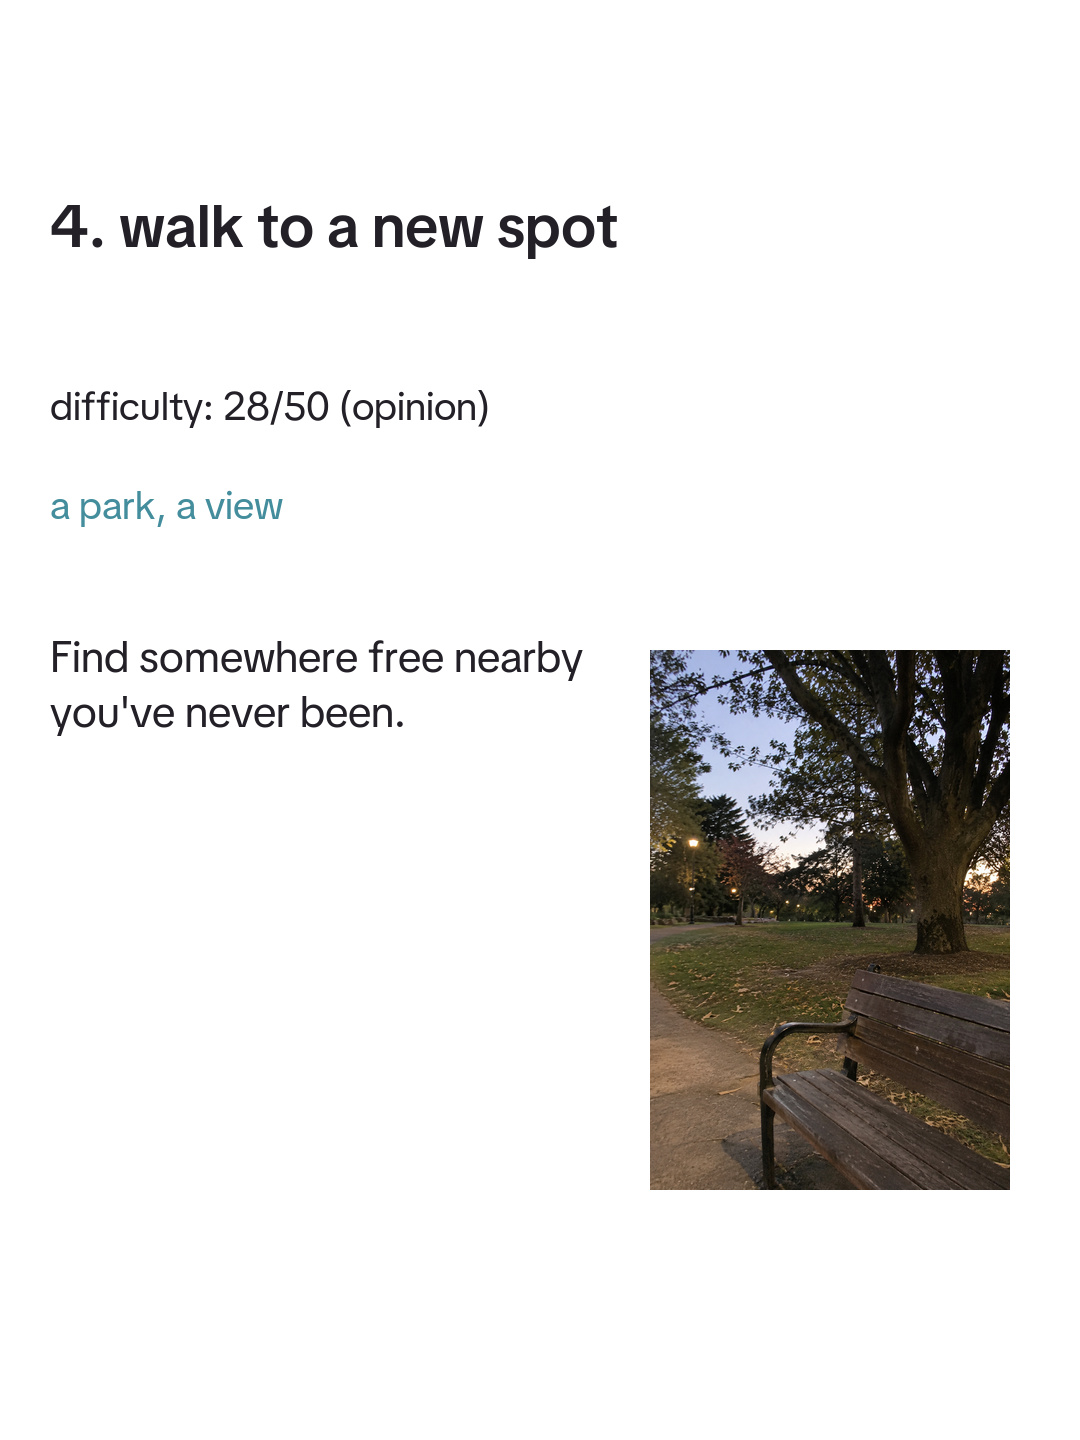 4. walk to a new spot
difficulty: 28/50 (opinion)
a park, a view
Find somewhere free nearby
you've never been.